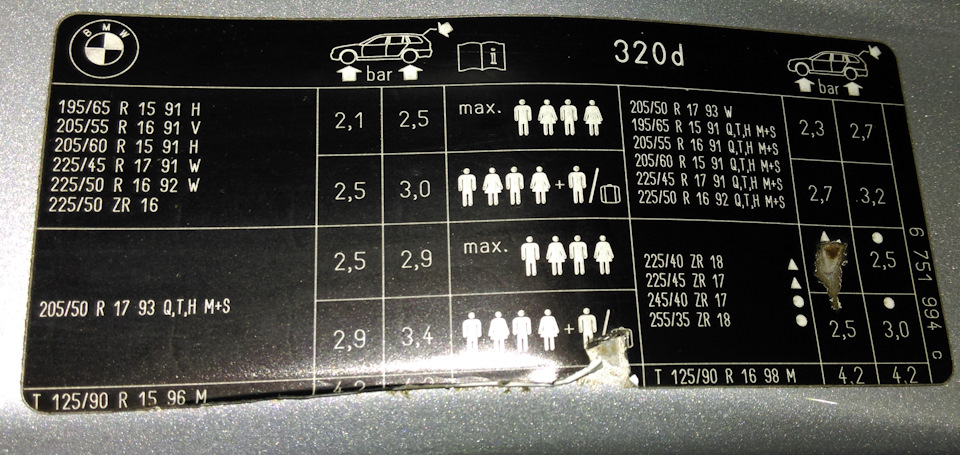 BMW
bar
i
320d
bar
195/65 R 15 91 H
205/55 R 16 91 V
205/60 R 15 91 H
225/45 R 17 91 W
225/50 R 16 92 W
225/50 ZR 16
2,1 2,5
max.
2,5 3,0
+ /
205/50 R 17 93 W
195/65 R 15 91 Q,T,H M+S
205/55 R 16 91 Q,T,H M+S
205/60 R 15 91 Q,T,H M+S
225/45 R 17 91 Q,T,H M+S
225/50 R 16 92 Q,T,H M+S
2,3 2,7
2,7 3,2
205/50 R 17 93 Q,T,H M+S
2,5 2,9
max.
2,9 3,4
+ /
225/40 ZR 18
225/45 ZR 17
245/40 ZR 17
255/35 ZR 18
2,5
2,5 3,0
T 125/90 R 15 96 M
4,2
T 125/90 R 16 98 M 4,2 4,2
6 751 994 c